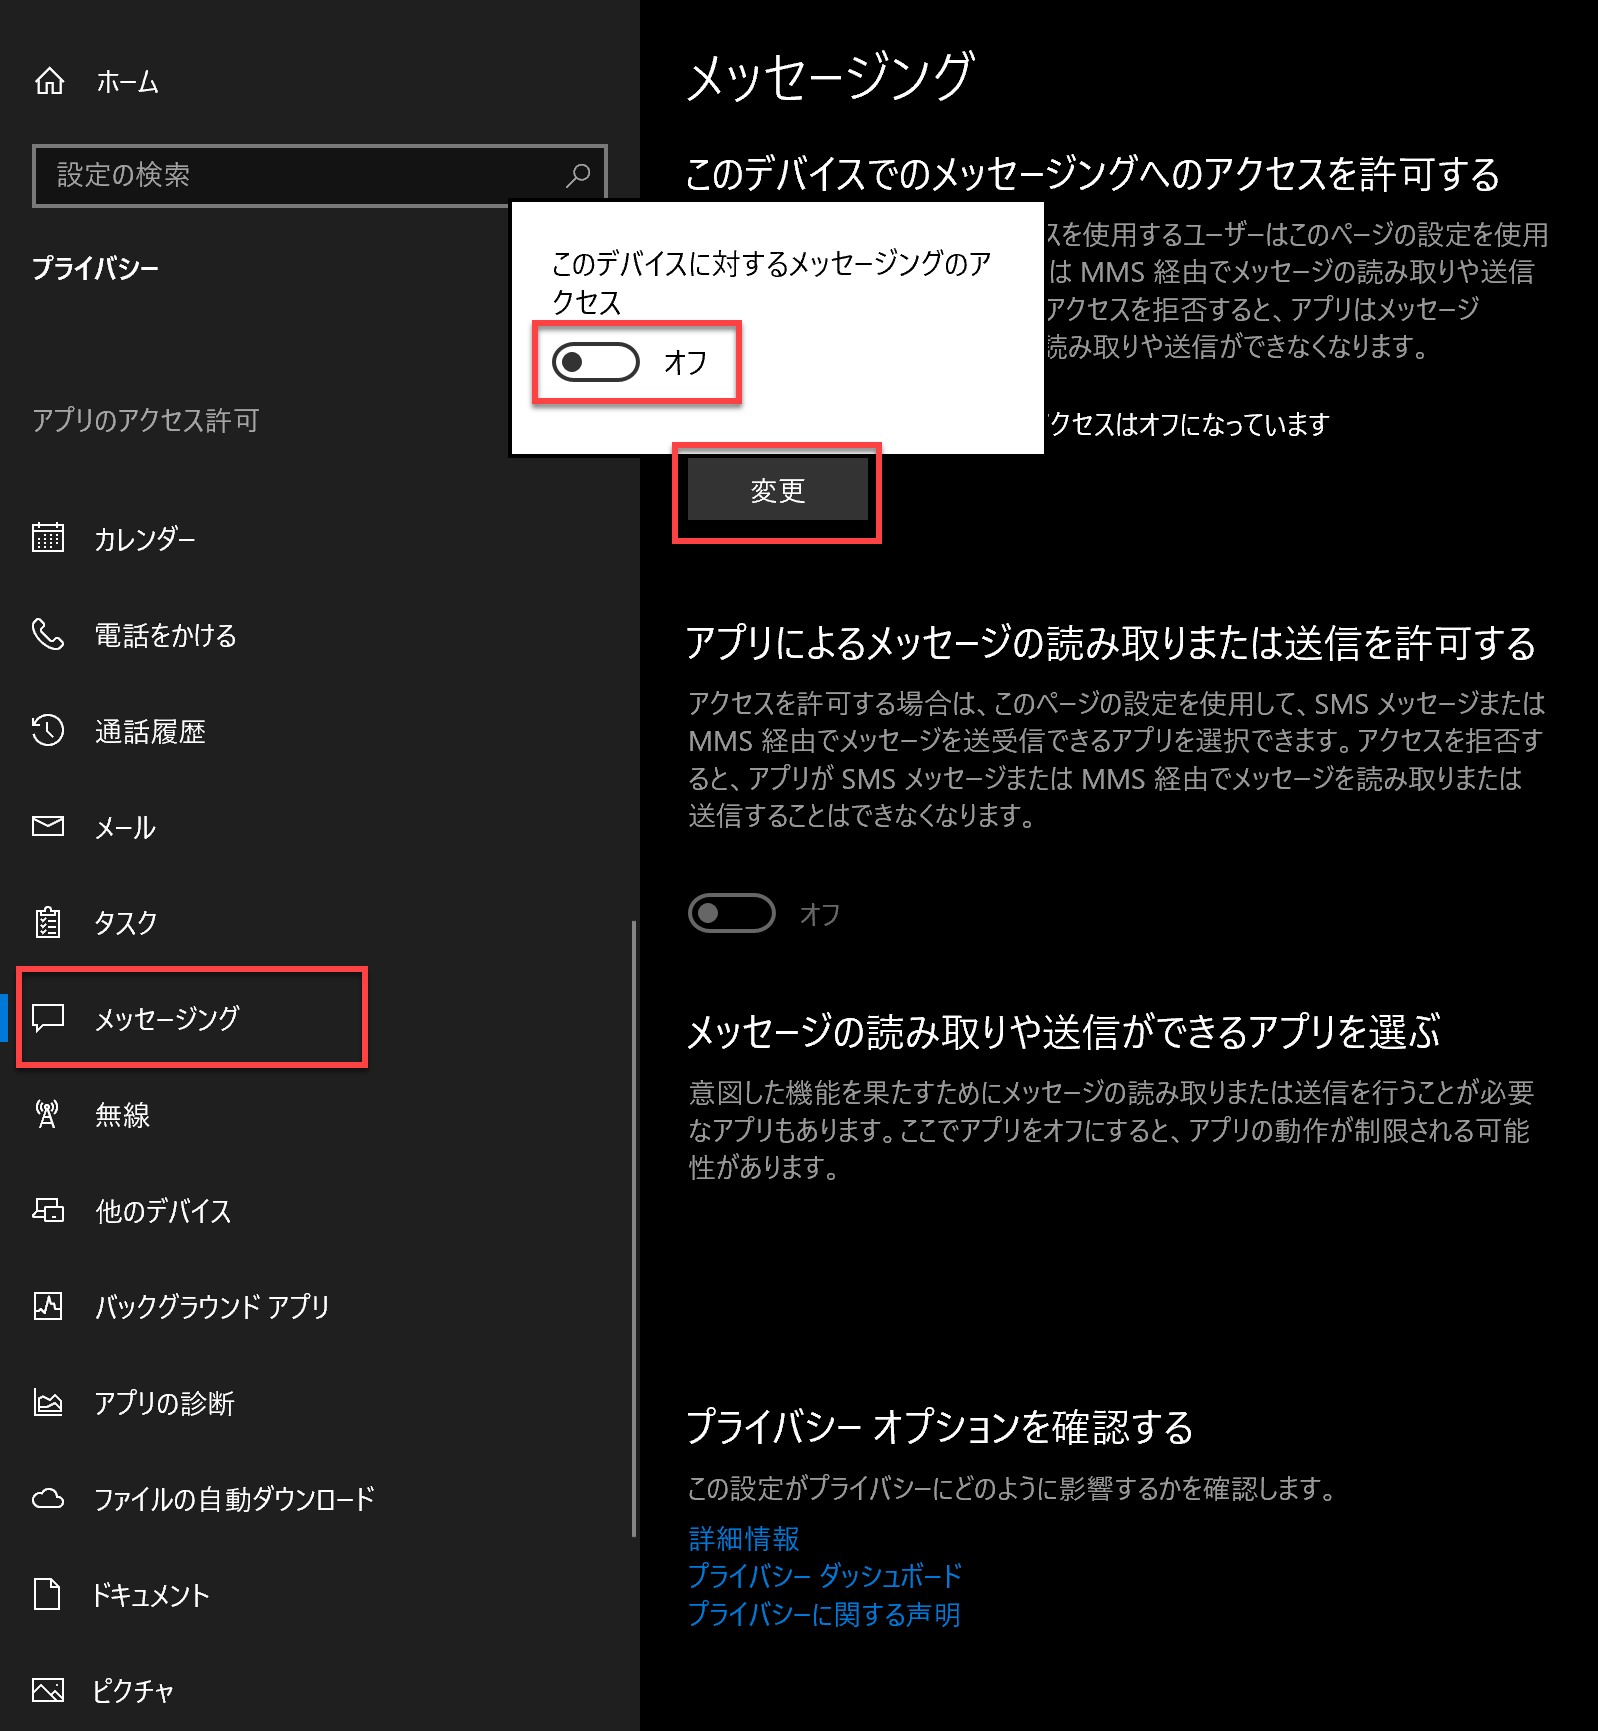 ホーム
設定の検索
プライバシー
アプリのアクセス許可
カレンダー
電話をかける
通話履歴
メール
タスク
メッセージング
無線
他のデバイス
バックグラウンド アプリ
アプリの診断
ファイルの自動ダウンロード
ドキュメント
ピクチャ
メッセージング
このデバイスでのメッセージングへのアクセスを許可する
スを使用するユーザーはこのページの設定を使用
は MMS 経由でメッセージの読み取りや送信
アクセスを拒否すると、アプリはメッセージ
読み取りや送信ができなくなります。
クセスはオフになっています
このデバイスに対するメッセージングのア
クセス
オフ
変更
アプリによるメッセージの読み取りまたは送信を許可する
アクセスを許可する場合は、このページの設定を使用して、SMS メッセージまたは
MMS 経由でメッセージを送受信できるアプリを選択できます。アクセスを拒否す
ると、アプリが SMS メッセージまたは MMS 経由でメッセージを読み取りまたは
送信することはできなくなります。
オフ
メッセージの読み取りや送信ができるアプリを選ぶ
意図した機能を果たすためにメッセージの読み取りまたは送信を行うことが必要
なアプリもあります。ここでアプリをオフにすると、アプリの動作が制限される可能
性があります。
プライバシー オプションを確認する
この設定がプライバシーにどのように影響するかを確認します。
詳細情報
プライバシー ダッシュボード
プライバシーに関する声明